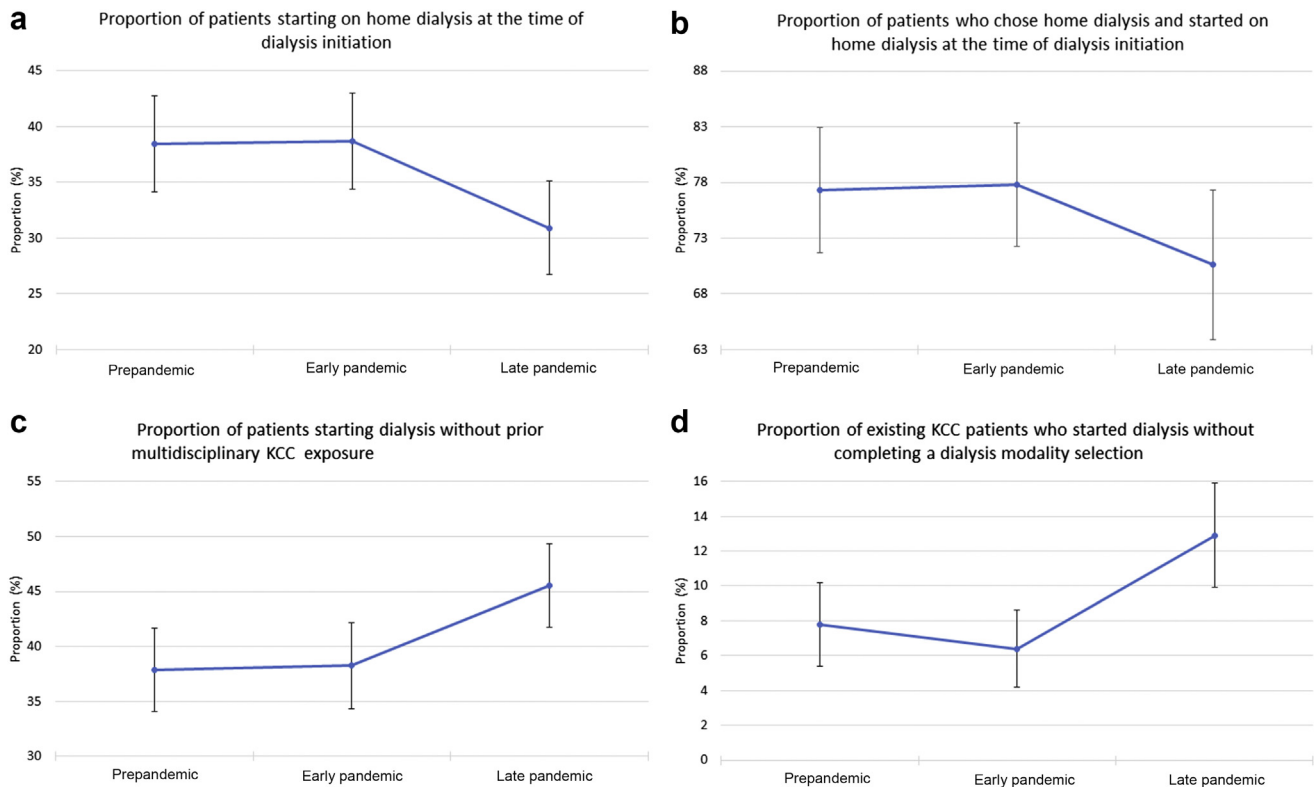 a
Proportion of patients starting on home dialysis at the time of
dialysis initiation
45
40
35
30
25
20
Proportion (%)
Prepandemic
Early pandemic
Late pandemic
b
Proportion of patients who chose home dialysis and started on
home dialysis at the time of dialysis initiation
88
83
78
73
68
63
Proportion (%)
Prepandemic
Early pandemic
Late pandemic
c
Proportion of patients starting dialysis without prior
multidisciplinary KCC exposure
55
50
45
40
35
30
Proportion (%)
Prepandemic
Early pandemic
Late pandemic
d
Proportion of existing KCC patients who started dialysis without
completing a dialysis modality selection
16
14
12
10
8
6
4
2
0
Proportion (%)
Prepandemic
Early pandemic
Late pandemic